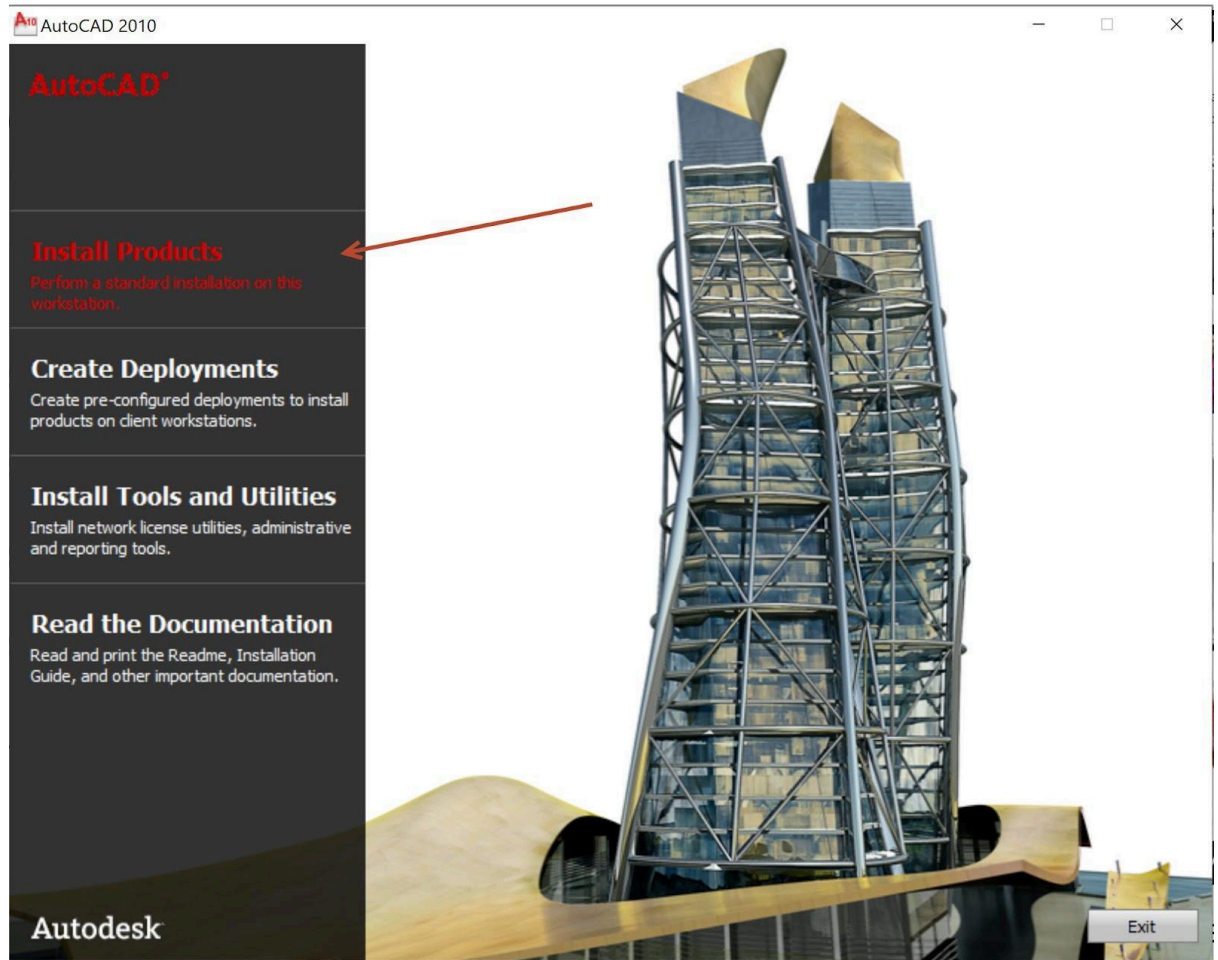 AutoCAD 2010
AutoCAD®
Install Products
Perform a standard installation on this
workstation.
Create Deployments
Create pre-configured deployments to install
products on client workstations.
Install Tools and Utilities
Install network license utilities, administrative
and reporting tools.
Read the Documentation
Read and print the Readme, Installation
Guide, and other important documentation.
Autodesk
Exit